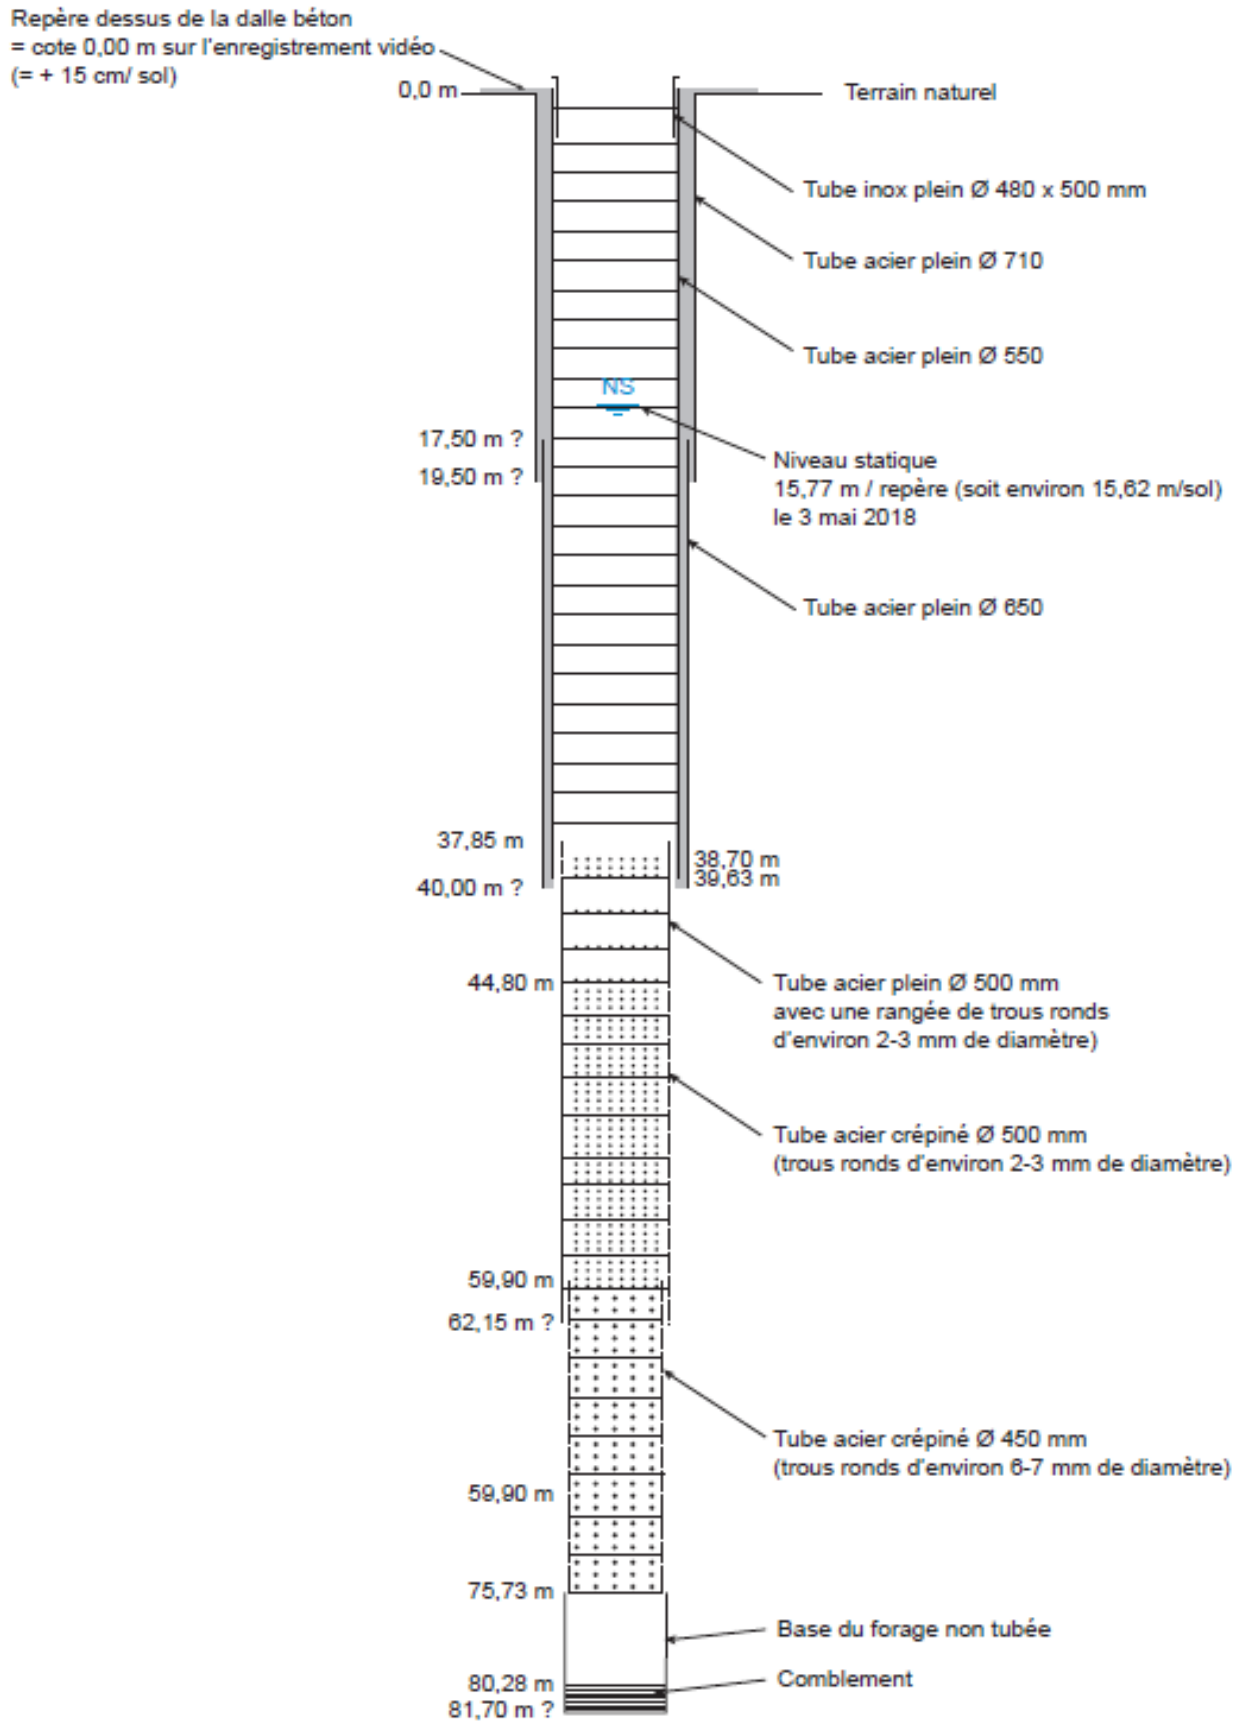 Repère dessus de la dalle béton
= cote 0,00 m sur l'enregistrement vidéo
(= + 15 cm/ sol)
0,0 m
Terrain naturel
Tube inox plein Ø 480 x 500 mm
Tube acier plein Ø 710
Tube acier plein Ø 550
NS
17,50 m ?
Niveau statique
19,50 m ?
15,77 m / repère (soit environ 15,62 m/sol)
le 3 mai 2018
Tube acier plein Ø 650
37,85 m
38,70 m
40,00 m ?
39,63 m
44,80 m
Tube acier plein Ø 500 mm
avec une rangée de trous ronds
d'environ 2-3 mm de diamètre)
Tube acier crépiné Ø 500 mm
(trous ronds d'environ 2-3 mm de diamètre)
59,90 m
62,15 m ?
Tube acier crépiné Ø 450 mm
(trous ronds d'environ 6-7 mm de diamètre)
59,90 m
75,73 m
Base du forage non tubée
80,28 m
Comblement
81,70 m ?